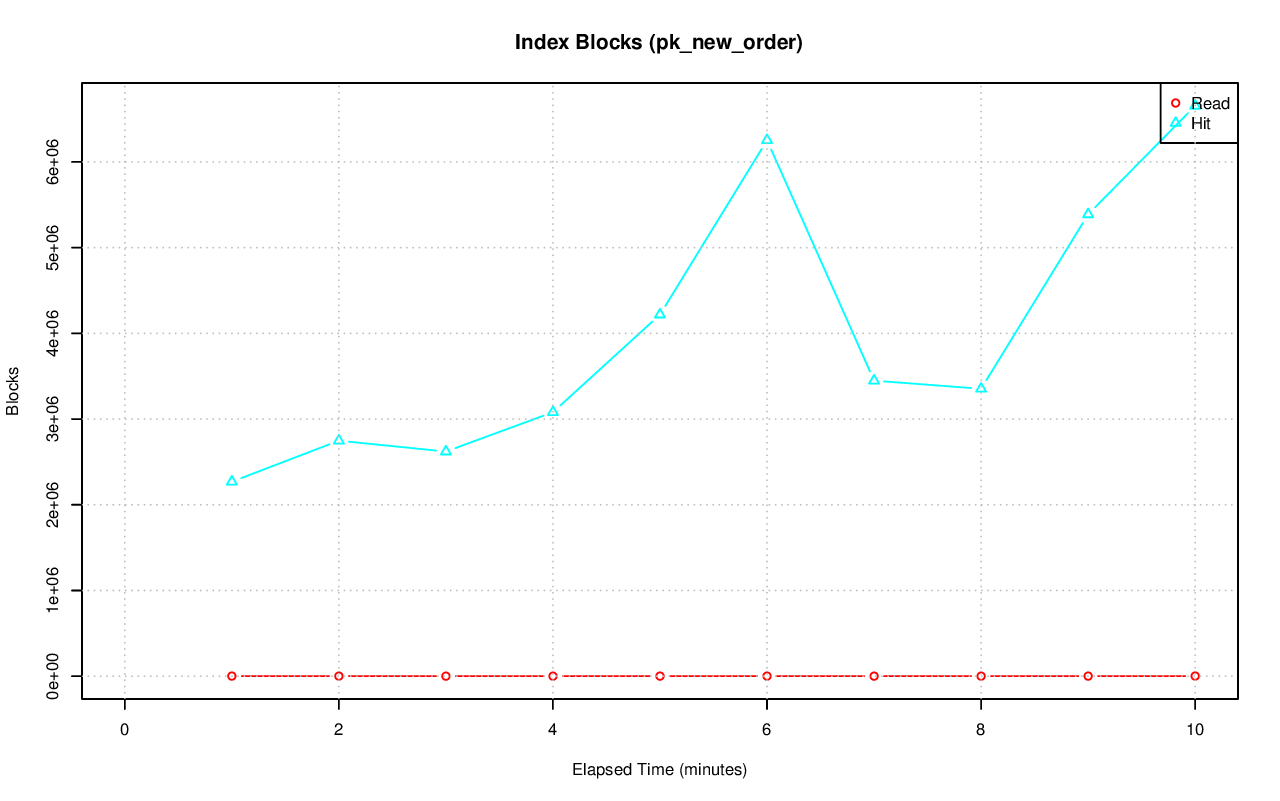 Index Blocks (pk_new_order)
Read
Hit
6e+06
5e+06
4e+06
3e+06
2e+06
1e+06
0e+00
Blocks
0 2 4 6 8 10
Elapsed Time (minutes)